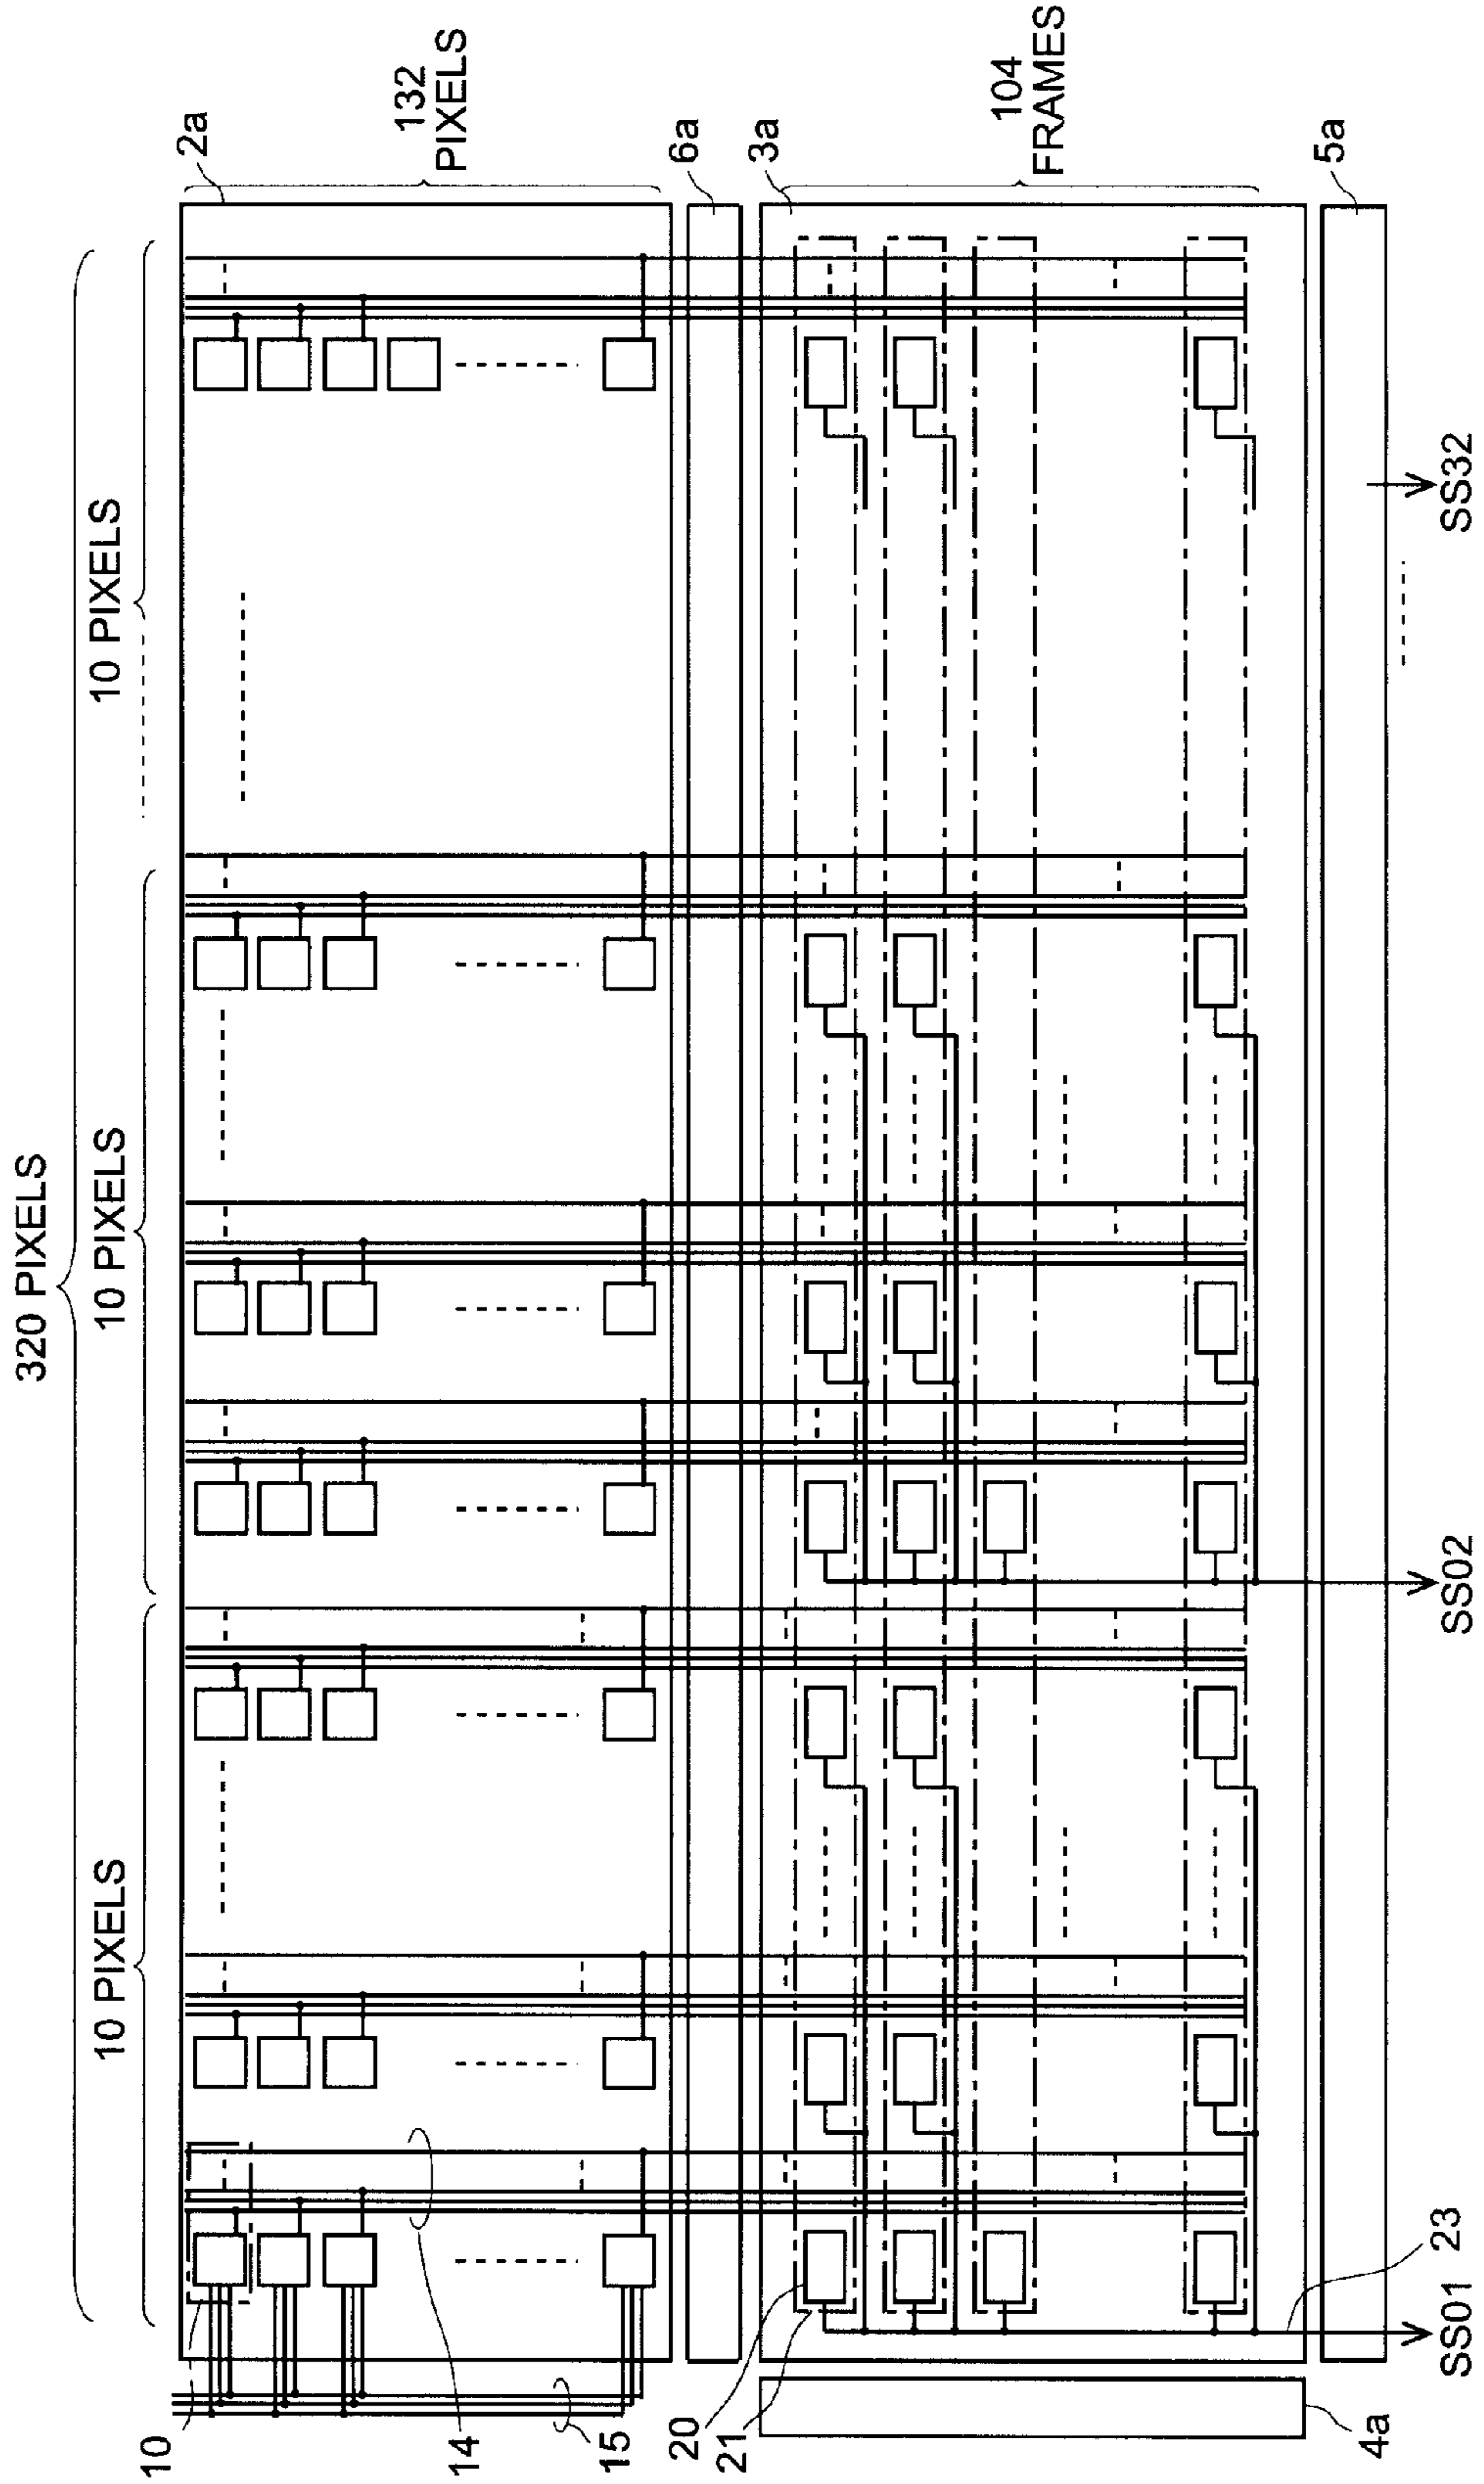 320 PIXELS
10 PIXELS
10 PIXELS
10 PIXELS
2a
132
PIXELS
6a
3a
104
FRAMES
5a
10
14
15
20
21
4a
23
SS01
SS02
SS32